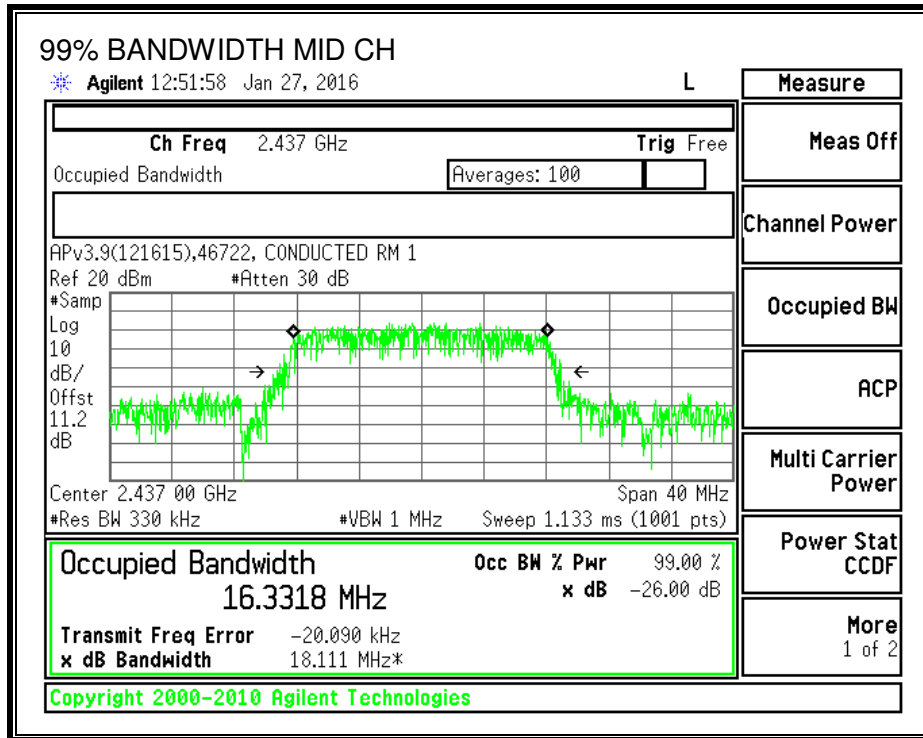 99% BANDWIDTH MID CH
Agilent 12:51:58 Jan 27, 2016 L
Measure
Ch Freq 2.437 GHz Trig Free
Meas Off
Occupied Bandwidth Averages: 100
Channel Power
APv3.9(121615),46722, CONDUCTED RM 1
Ref 20 dBm #Atten 30 dB
#Samp
Log
10
dB/
Offst
11.2
dB
Occupied BW
ACP
Multi Carrier
Power
Center 2.437 00 GHz Span 40 MHz
#Res BW 330 kHz #VBW 1 MHz Sweep 1.133 ms (1001 pts)
Power Stat
CCDF
Occupied Bandwidth Occ BW % Pwr 99.00 %
16.3318 MHz x dB -26.00 dB
Transmit Freq Error -20.090 kHz
x dB Bandwidth 18.111 MHz*
More
1 of 2
Copyright 2000-2010 Agilent Technologies